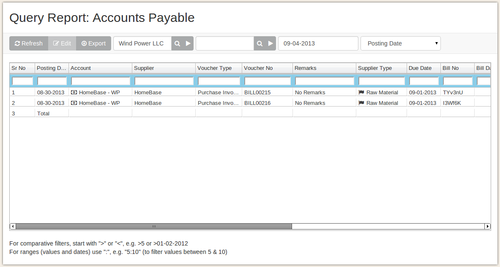 Query Report: Accounts Payable
Refresh Edit Export Wind Power LLC 09-04-2013 Posting Date
Sr No Posting D... Account Supplier Voucher Type Voucher No Remarks Supplier Type Due Date Bill No Bill Da
1 08-30-2013 HomeBase - WP HomeBase Purchase Invo... BILL00215 No Remarks Raw Material 09-01-2013 TYv3nU
2 08-30-2013 HomeBase - WP HomeBase Purchase Invo... BILL00216 No Remarks Raw Material 09-01-2013 I3Wf6K
3 Total
For comparative filters, start with ">" or "<", e.g. >5 or >01-02-2012
For ranges (values and dates) use ":", e.g. "5:10" (to filter values between 5 & 10)